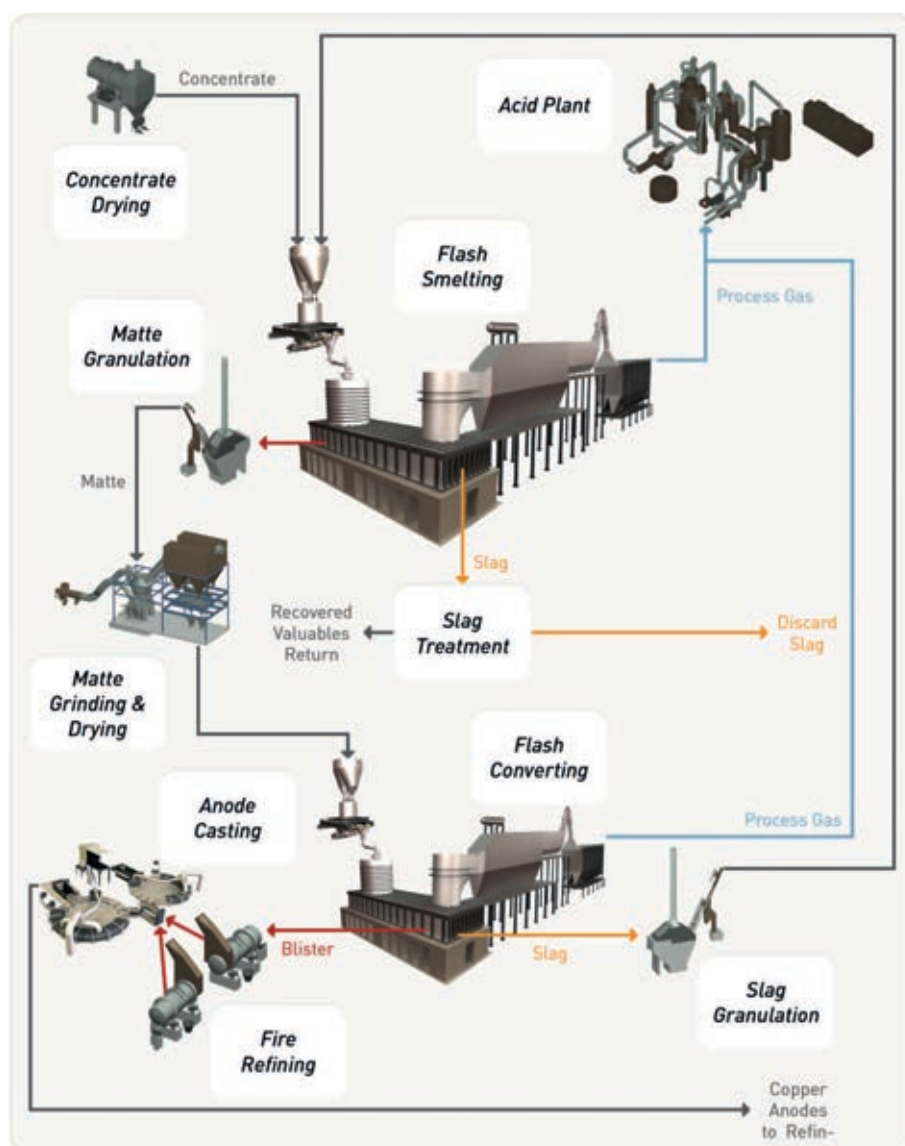 Concentrate
Acid Plant
Concentrate
Drying
Flash
Smelting
Process Gas
Matte
Granulation
Matte
Slag
Recovered
Valuables
Return
Slag
Treatment
Discard
Slag
Matte
Grinding &
Drying
Flash
Converting
Anode
Casting
Process Gas
Blister
Slag
Slag
Granulation
Fire
Refining
Copper
Anodes
to Refin-